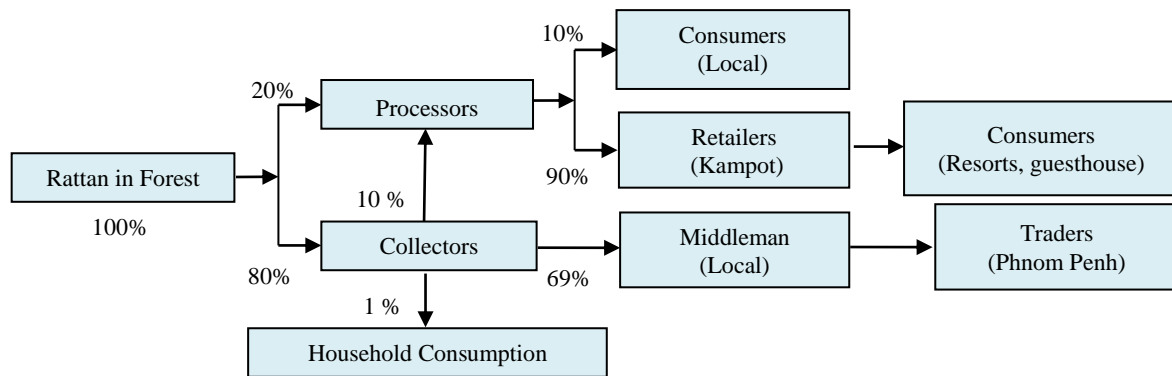 10%
Consumers
(Local)
20%
Processors
Retailers
(Kampot)
Consumers
(Resorts, guesthouse)
Rattan in Forest
90%
10 %
100%
Collectors
Middleman
(Local)
Traders
(Phnom Penh)
80%
69%
1 %
Household Consumption